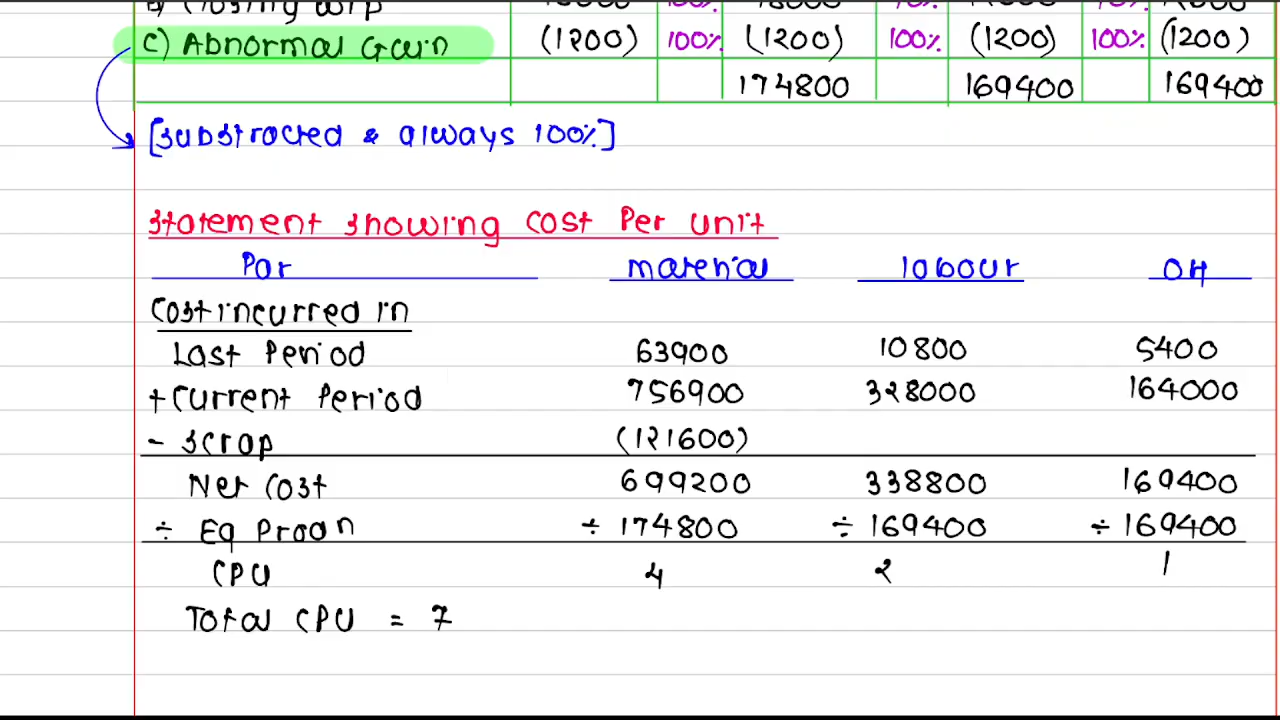 C) Abnormal Gain (1200) 100% (1200) 100% (1200) 100% (1200)
174800 169400 169400
[Substracted & always 100%]
Statement showing Cost Per Unit
Par material labour OH
Cost incurred in
Last Period 63900 10800 5400
+ Current Period 756900 328000 164000
- Scrap (121600)
Net Cost 699200 338800 169400
÷ Eq Prodn ÷ 174800 ÷ 169400 ÷ 169400
CPU 4 2 1
Total CPU = 7